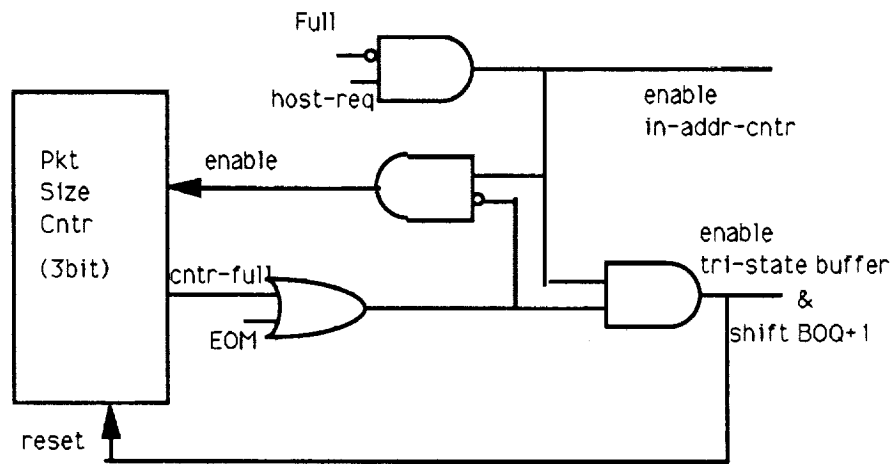 Full
host-req
enable
in-addr-cntr
enable
Pkt
Size
Cntr
(3bit)
cntr-full
EOM
enable
tri-state buffer
&
shift BOQ+1
reset